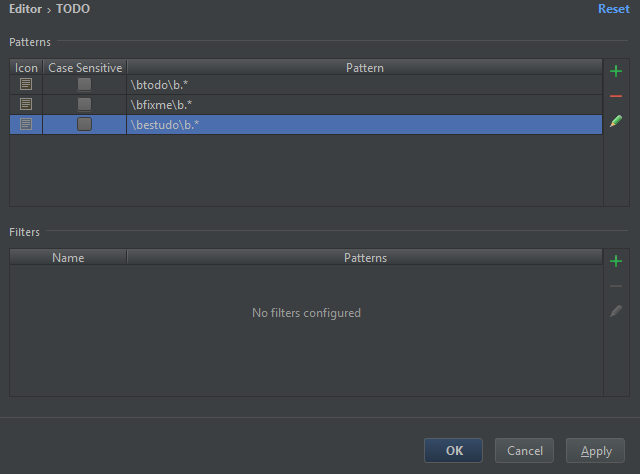 Editor › TODO Reset
Patterns
Icon Case Sensitive Pattern
\btodo\b.*
\bfixme\b.*
\bestudo\b.*
Filters
Name Patterns
No filters configured
OK Cancel Apply